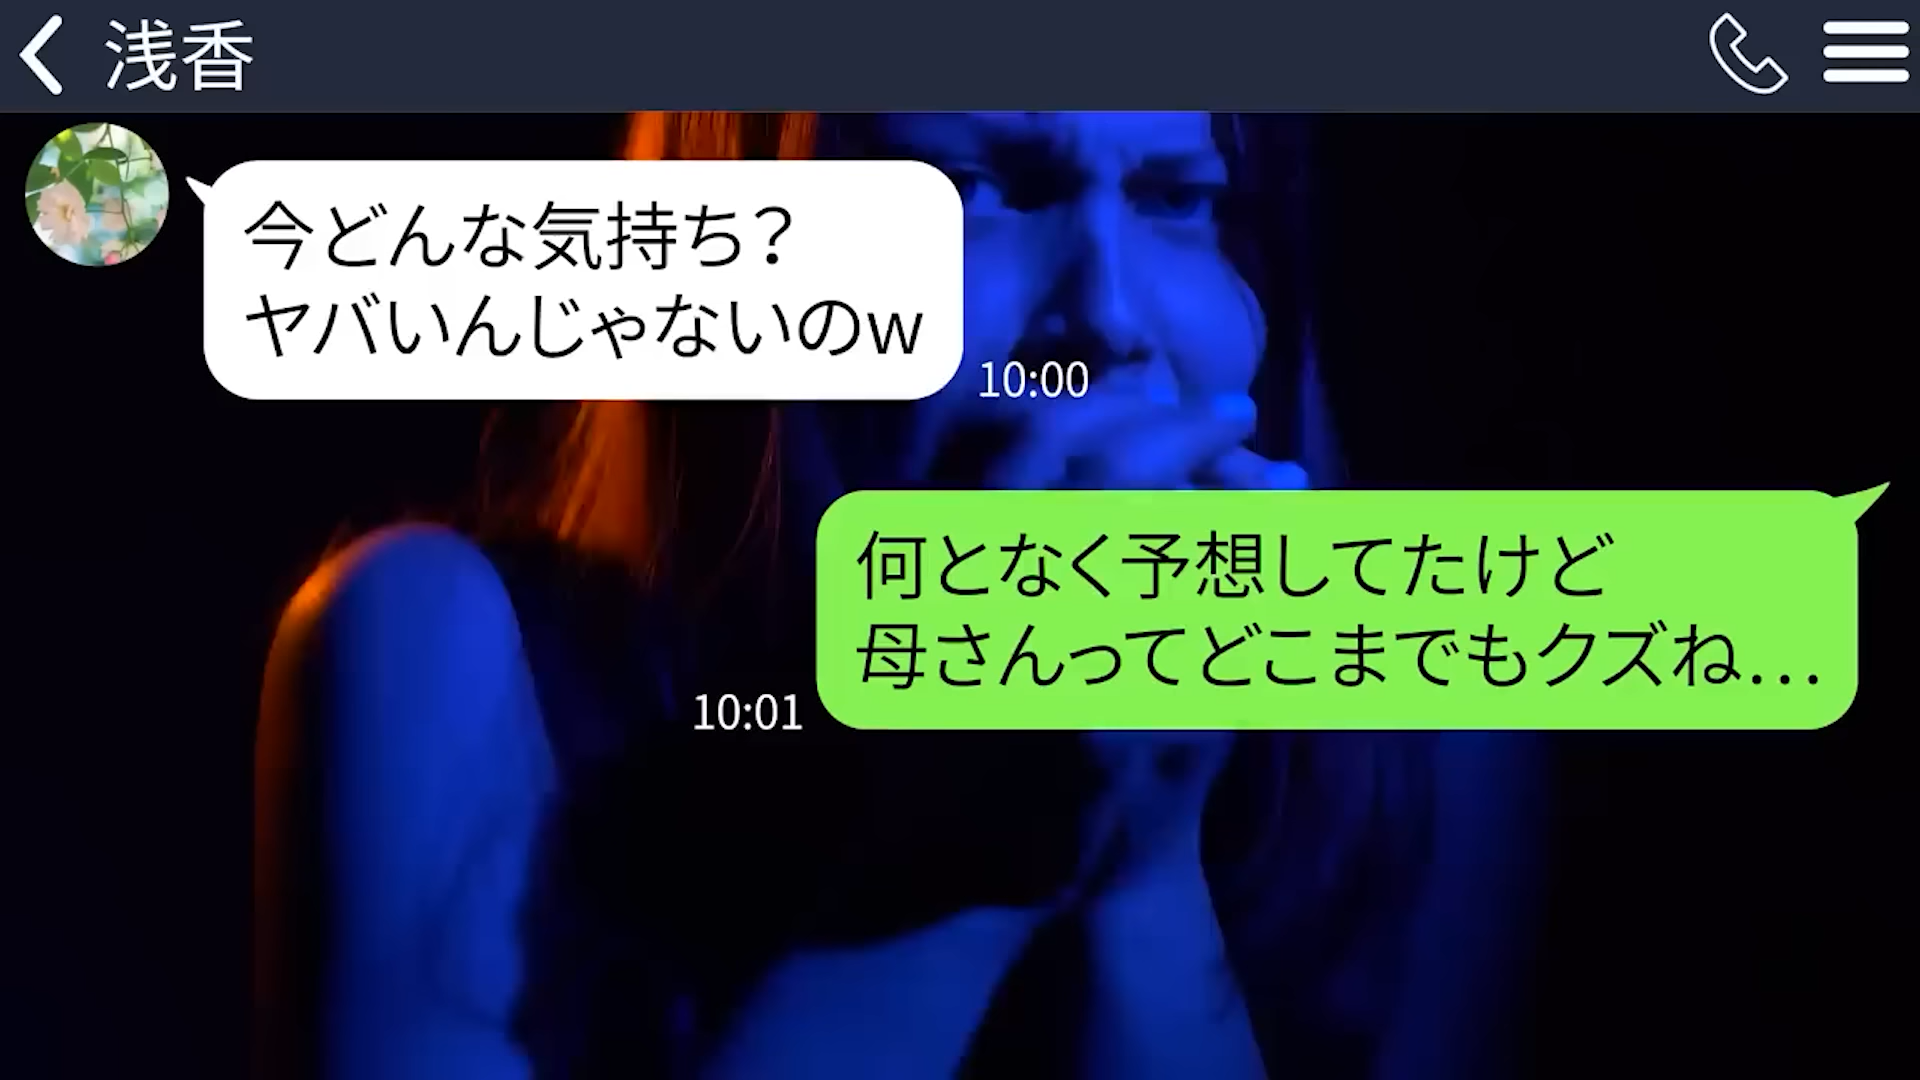 浅香
今どんな気持ち？
ヤバいんじゃないのw
10:00
何となく予想してたけど
母さんってどこまでもクズね…
10:01